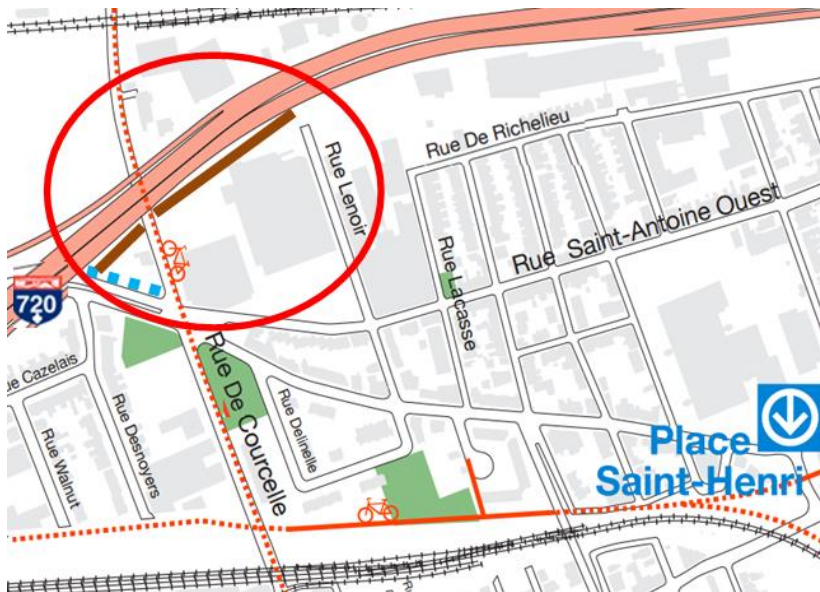 Rue De Richelieu
Rue Lenoir
Rue Saint-Antoine Ouest
Rue Lacasse
720
Rue De Courcelle
Rue Delinelle
Rue Desnoyers
Rue Walnut
Cazelais
Place
Saint-Henri